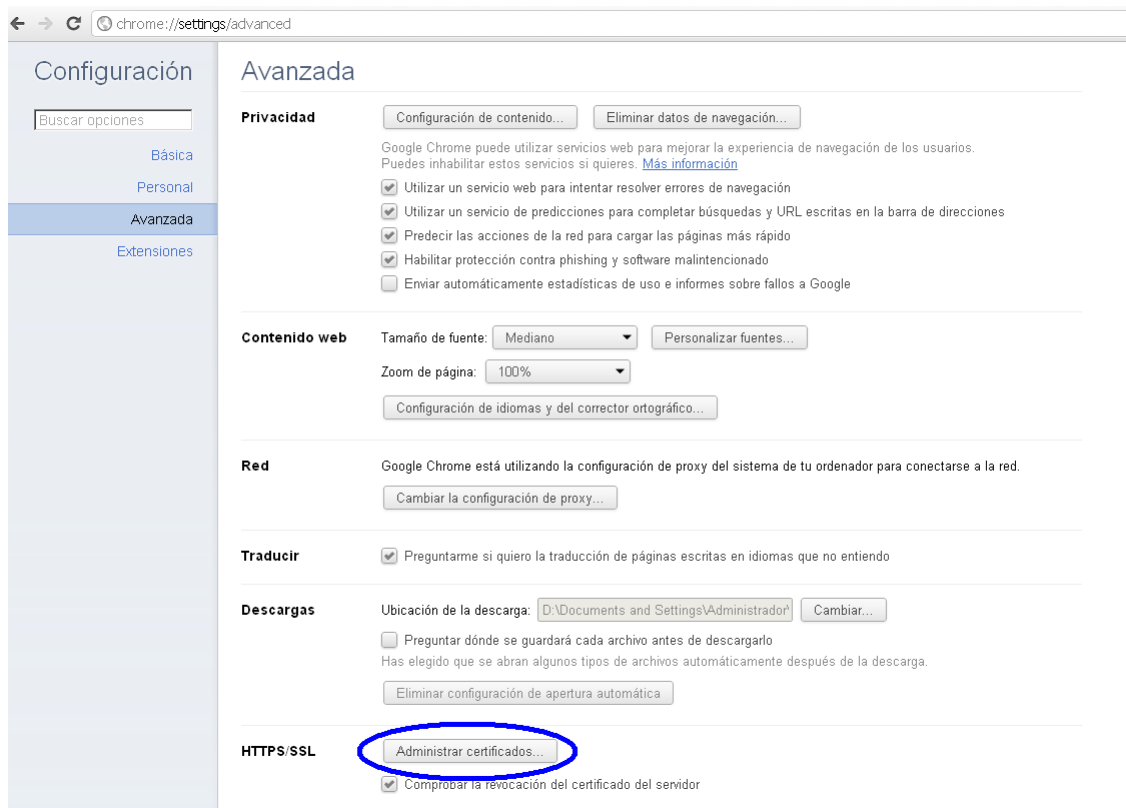 chrome://settings/advanced
Configuración
Buscar opciones
Básica
Personal
Avanzada
Extensiones
Avanzada
Privacidad
Configuración de contenido...
Eliminar datos de navegación...
Google Chrome puede utilizar servicios web para mejorar la experiencia de navegación de los usuarios.
Puedes inhabilitar estos servicios si quieres. Más información
Utilizar un servicio web para intentar resolver errores de navegación
Utilizar un servicio de predicciones para completar búsquedas y URL escritas en la barra de direcciones
Predecir las acciones de la red para cargar las páginas más rápido
Habilitar protección contra phishing y software malintencionado
Enviar automáticamente estadísticas de uso e informes sobre fallos a Google
Contenido web
Tamaño de fuente: Mediano
Personalizar fuentes...
Zoom de página: 100%
Configuración de idiomas y del corrector ortográfico...
Red
Google Chrome está utilizando la configuración de proxy del sistema de tu ordenador para conectarse a la red.
Cambiar la configuración de proxy...
Traducir
Preguntarme si quiero la traducción de páginas escritas en idiomas que no entiendo
Descargas
Ubicación de la descarga: D:\Documents and Settings\Administrador\
Cambiar...
Preguntar dónde se guardará cada archivo antes de descargarlo
Has elegido que se abran algunos tipos de archivos automáticamente después de la descarga.
Eliminar configuración de apertura automática
HTTPS/SSL
Administrar certificados...
Comprobar la revocación del certificado del servidor